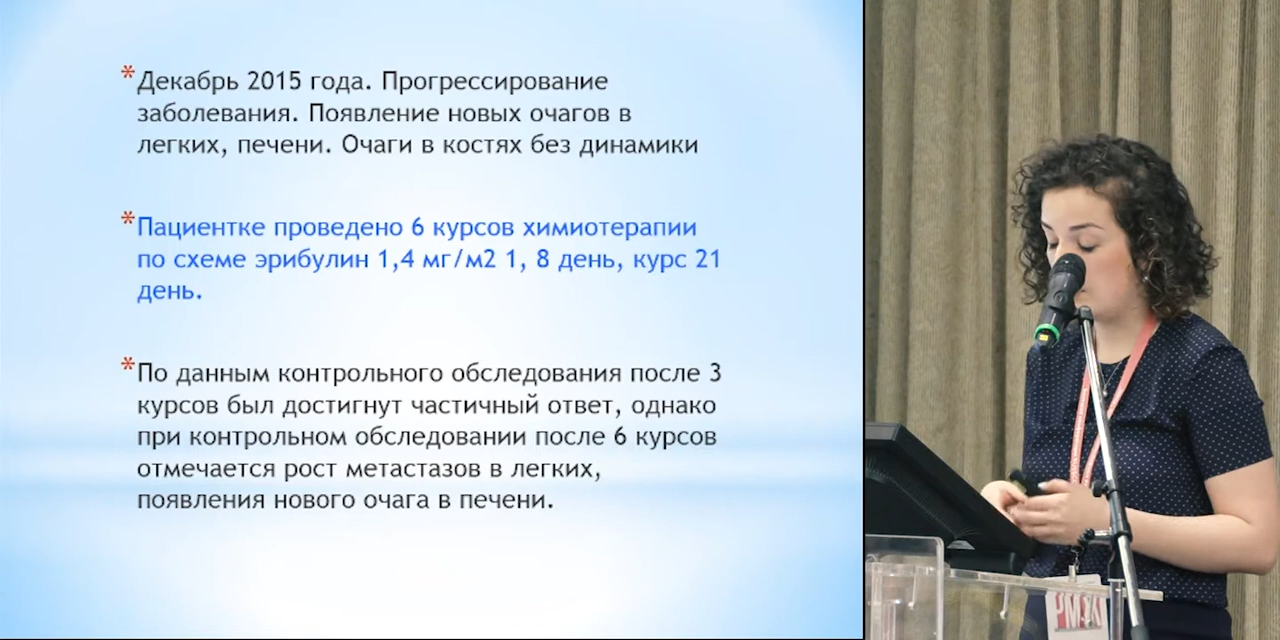 * Декабрь 2015 года. Прогрессирование
заболевания. Появление новых очагов в
легких, печени. Очаги в костях без динамики
* Пациентке проведено 6 курсов химиотерапии
по схеме эрибулин 1,4 мг/м2 1, 8 день, курс 21
день.
* По данным контрольного обследования после 3
курсов был достигнут частичный ответ, однако
при контрольном обследовании после 6 курсов
отмечается рост метастазов в легких,
появления нового очага в печени.